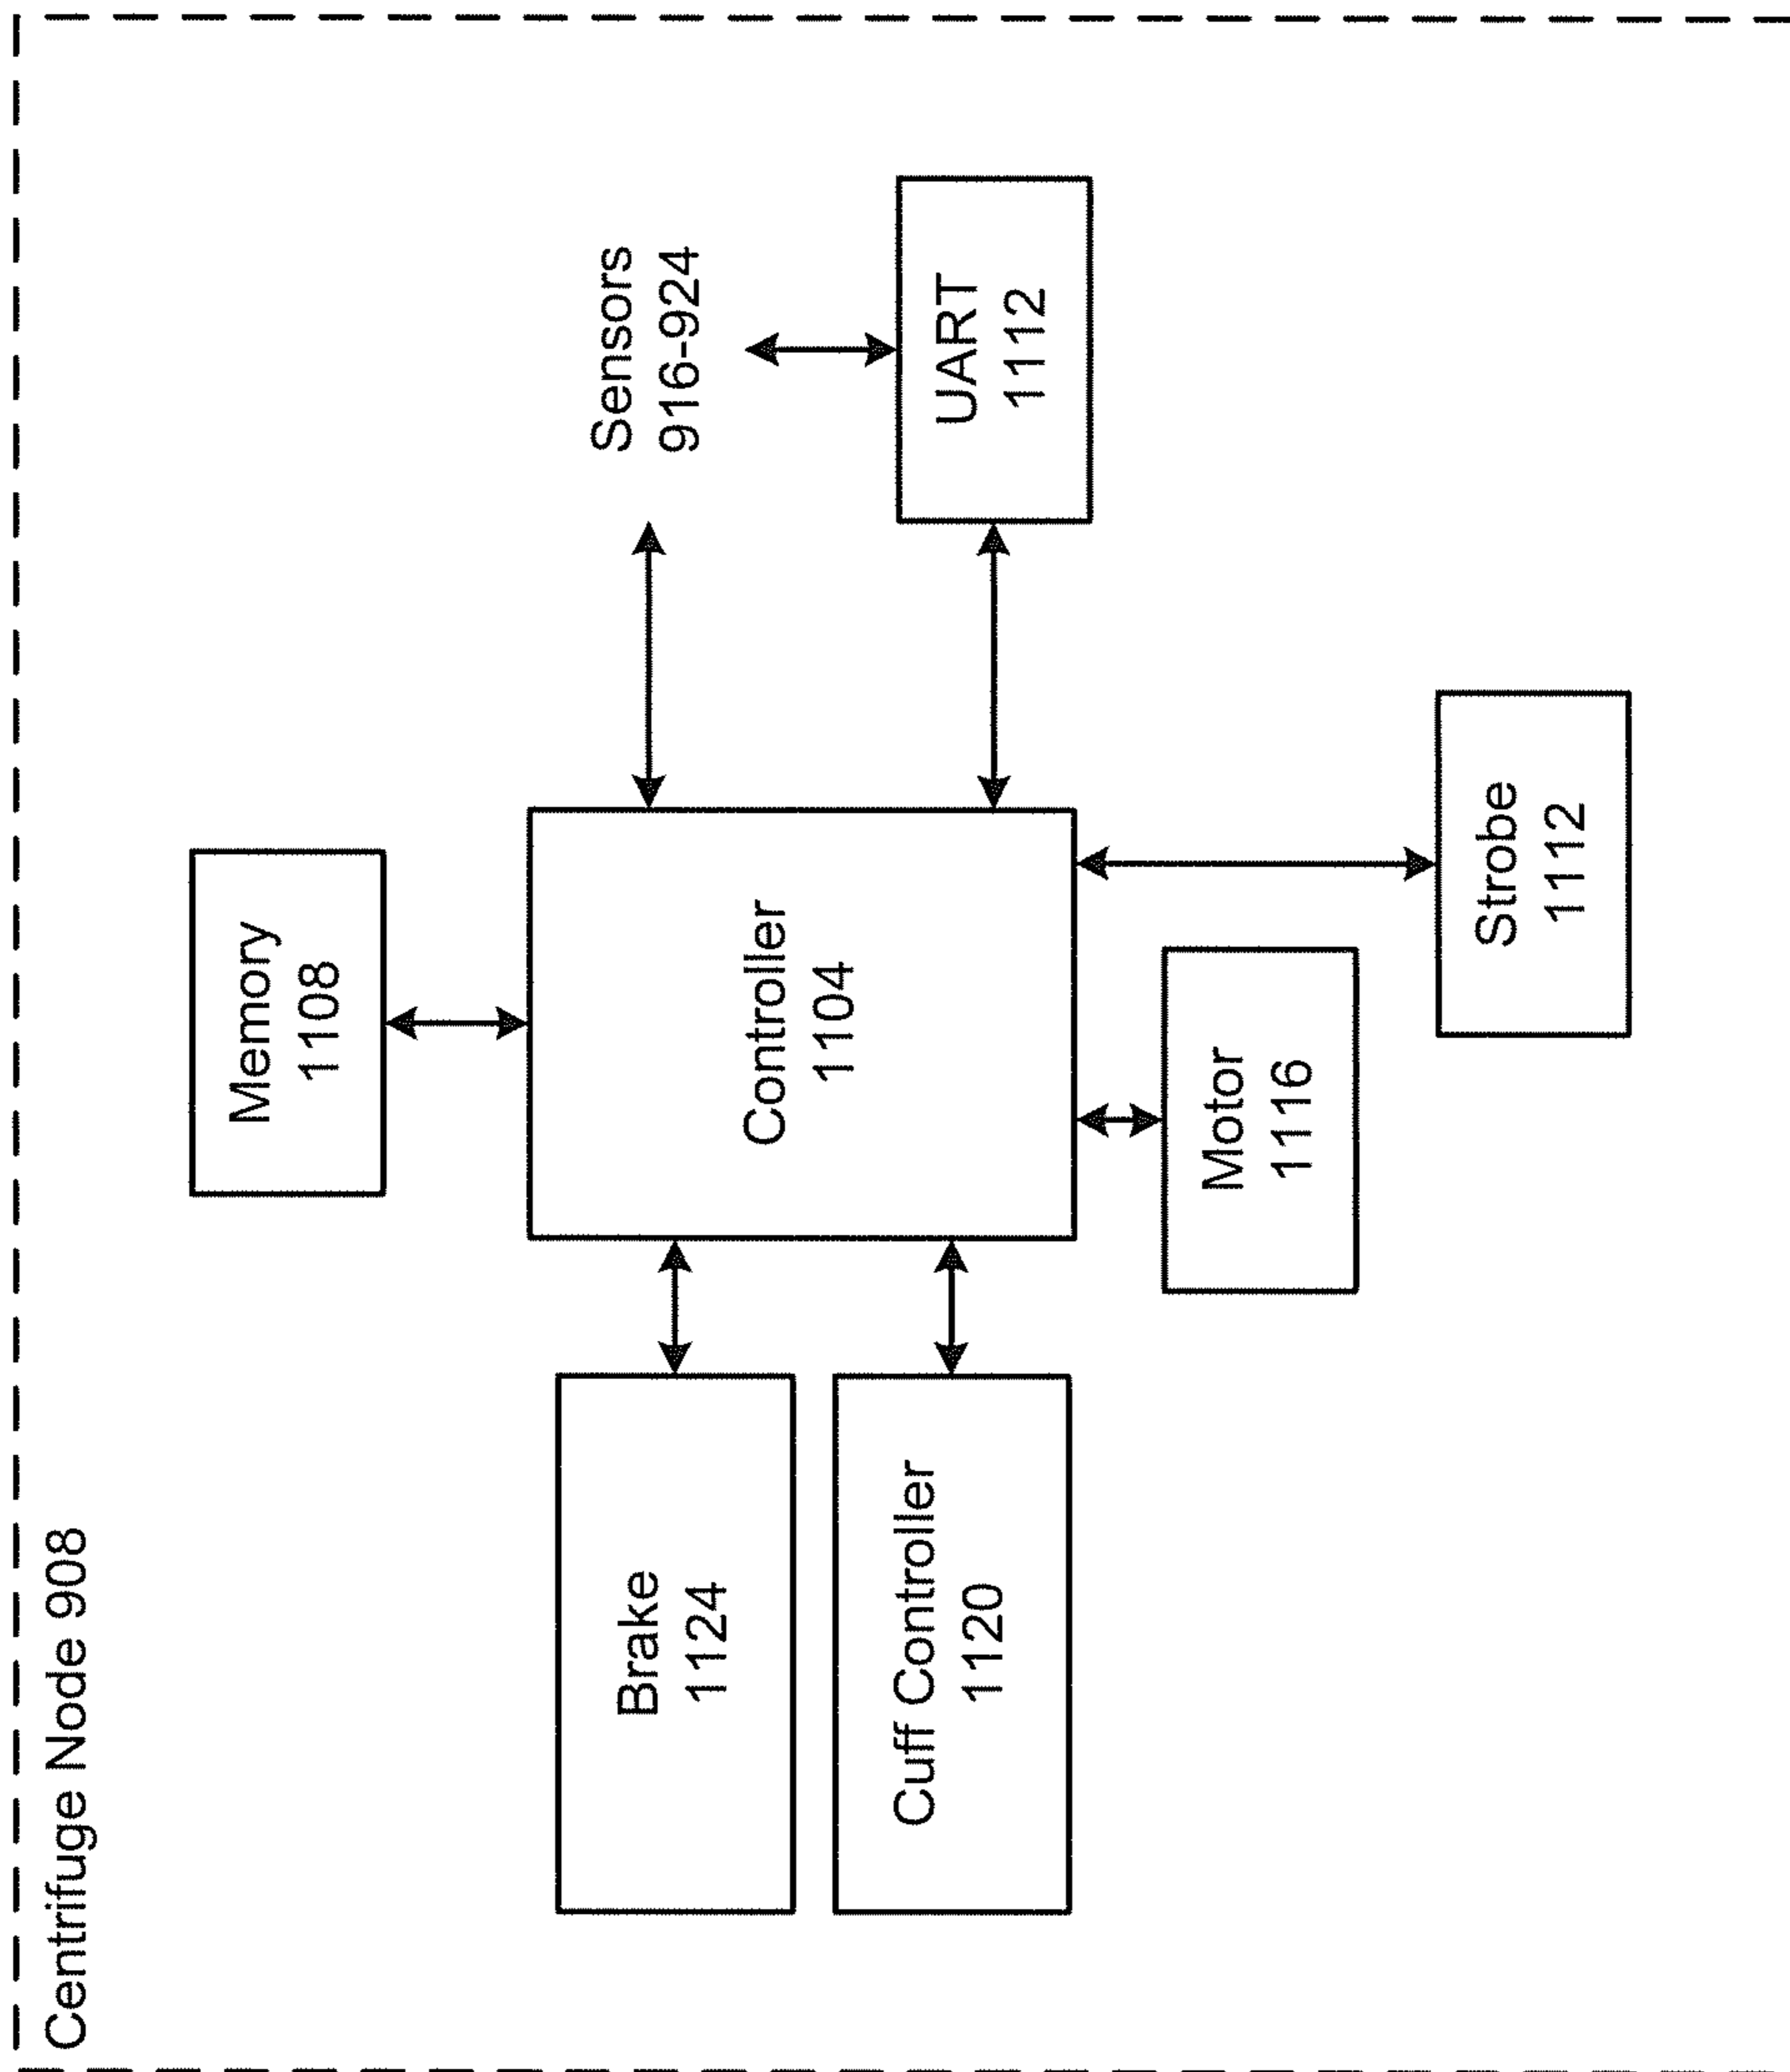 Centrifuge Node 908
Memory
1108
Brake
1124
Controller
1104
Sensors
916-924
Cuff Controller
1120
UART
1112
Motor
1116
Strobe
1112